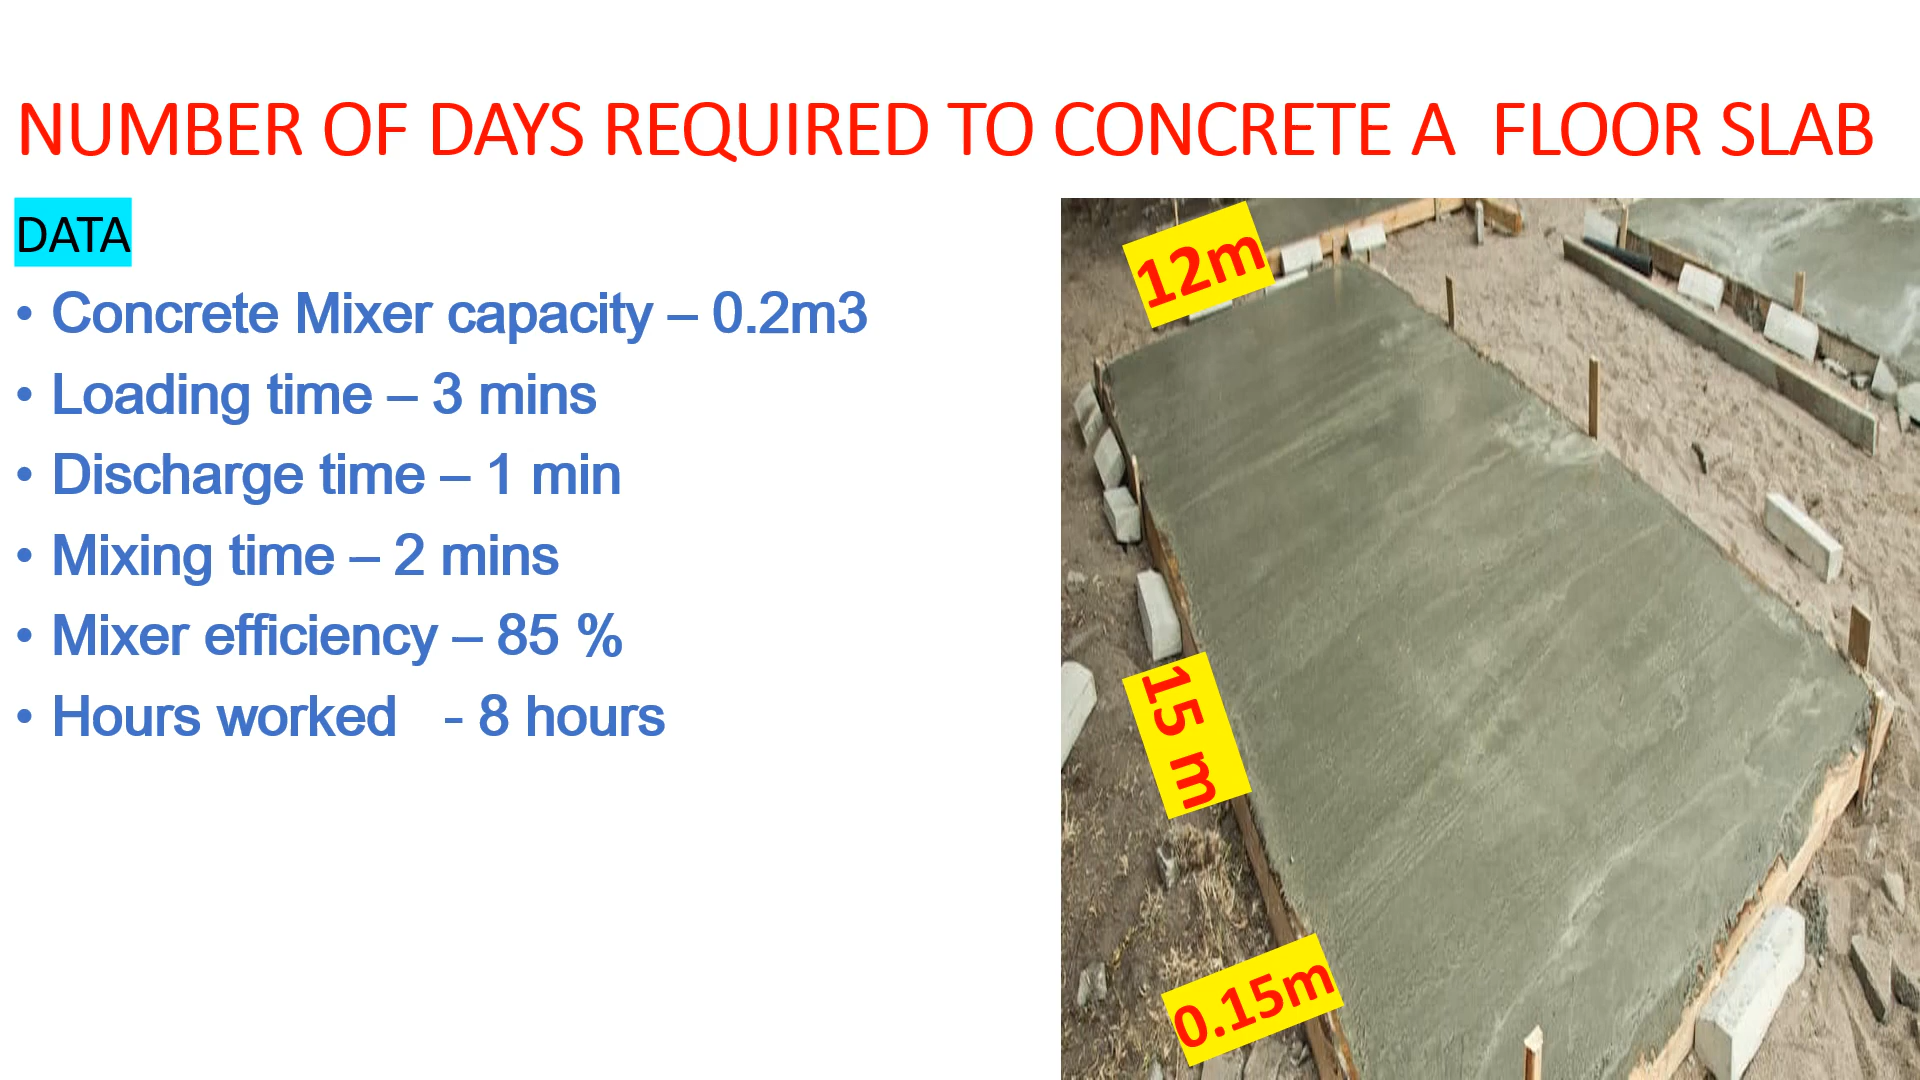 NUMBER OF DAYS REQUIRED TO CONCRETE A  FLOOR SLAB
DATA
• Concrete Mixer capacity – 0.2m3
• Loading time – 3 mins
• Discharge time – 1 min
• Mixing time – 2 mins
• Mixer efficiency – 85 %
• Hours worked   - 8 hours
12m
15 m
0.15m